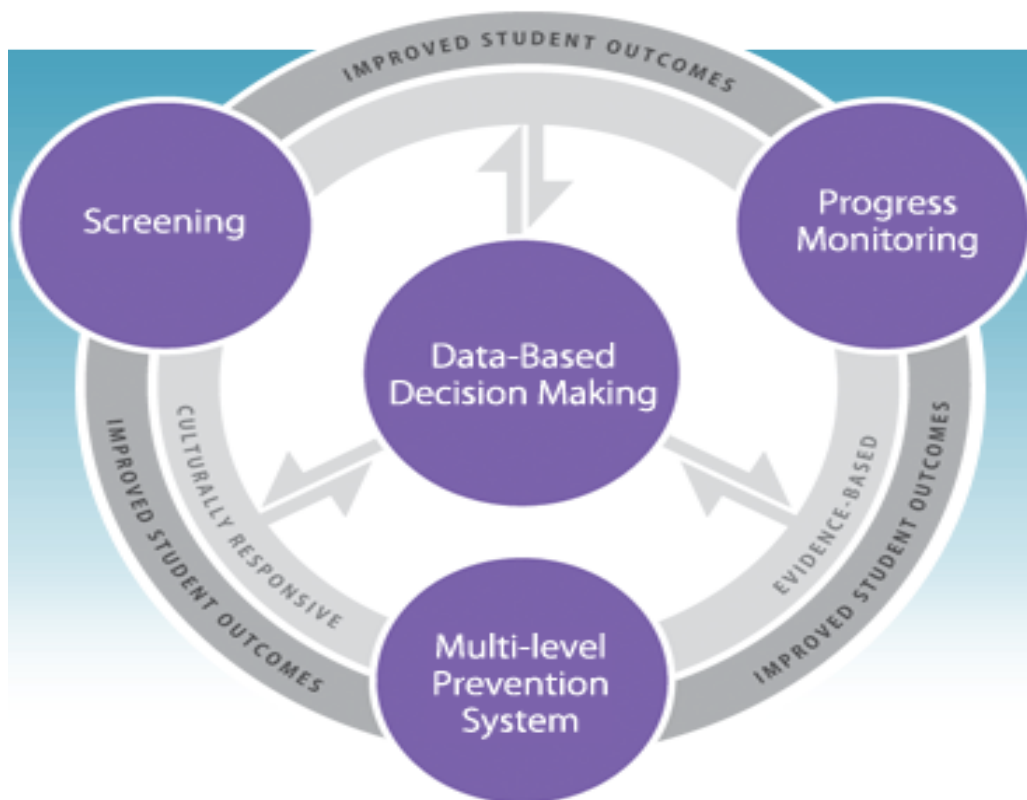 IMPROVED STUDENT OUTCOMES
Screening
Progress
Monitoring
Data-Based
Decision Making
CULTURALLY RESPONSIVE
EVIDENCE-BASED
IMPROVED STUDENT OUTCOMES
IMPROVED STUDENT OUTCOMES
Multi-level
Prevention
System